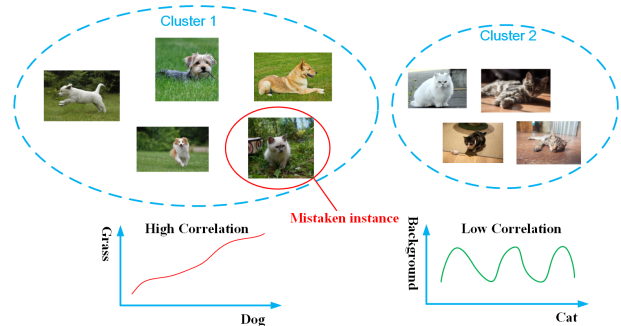 Cluster 1
Cluster 2
Mistaken instance
High Correlation
Grass
Dog
Low Correlation
Background
Cat